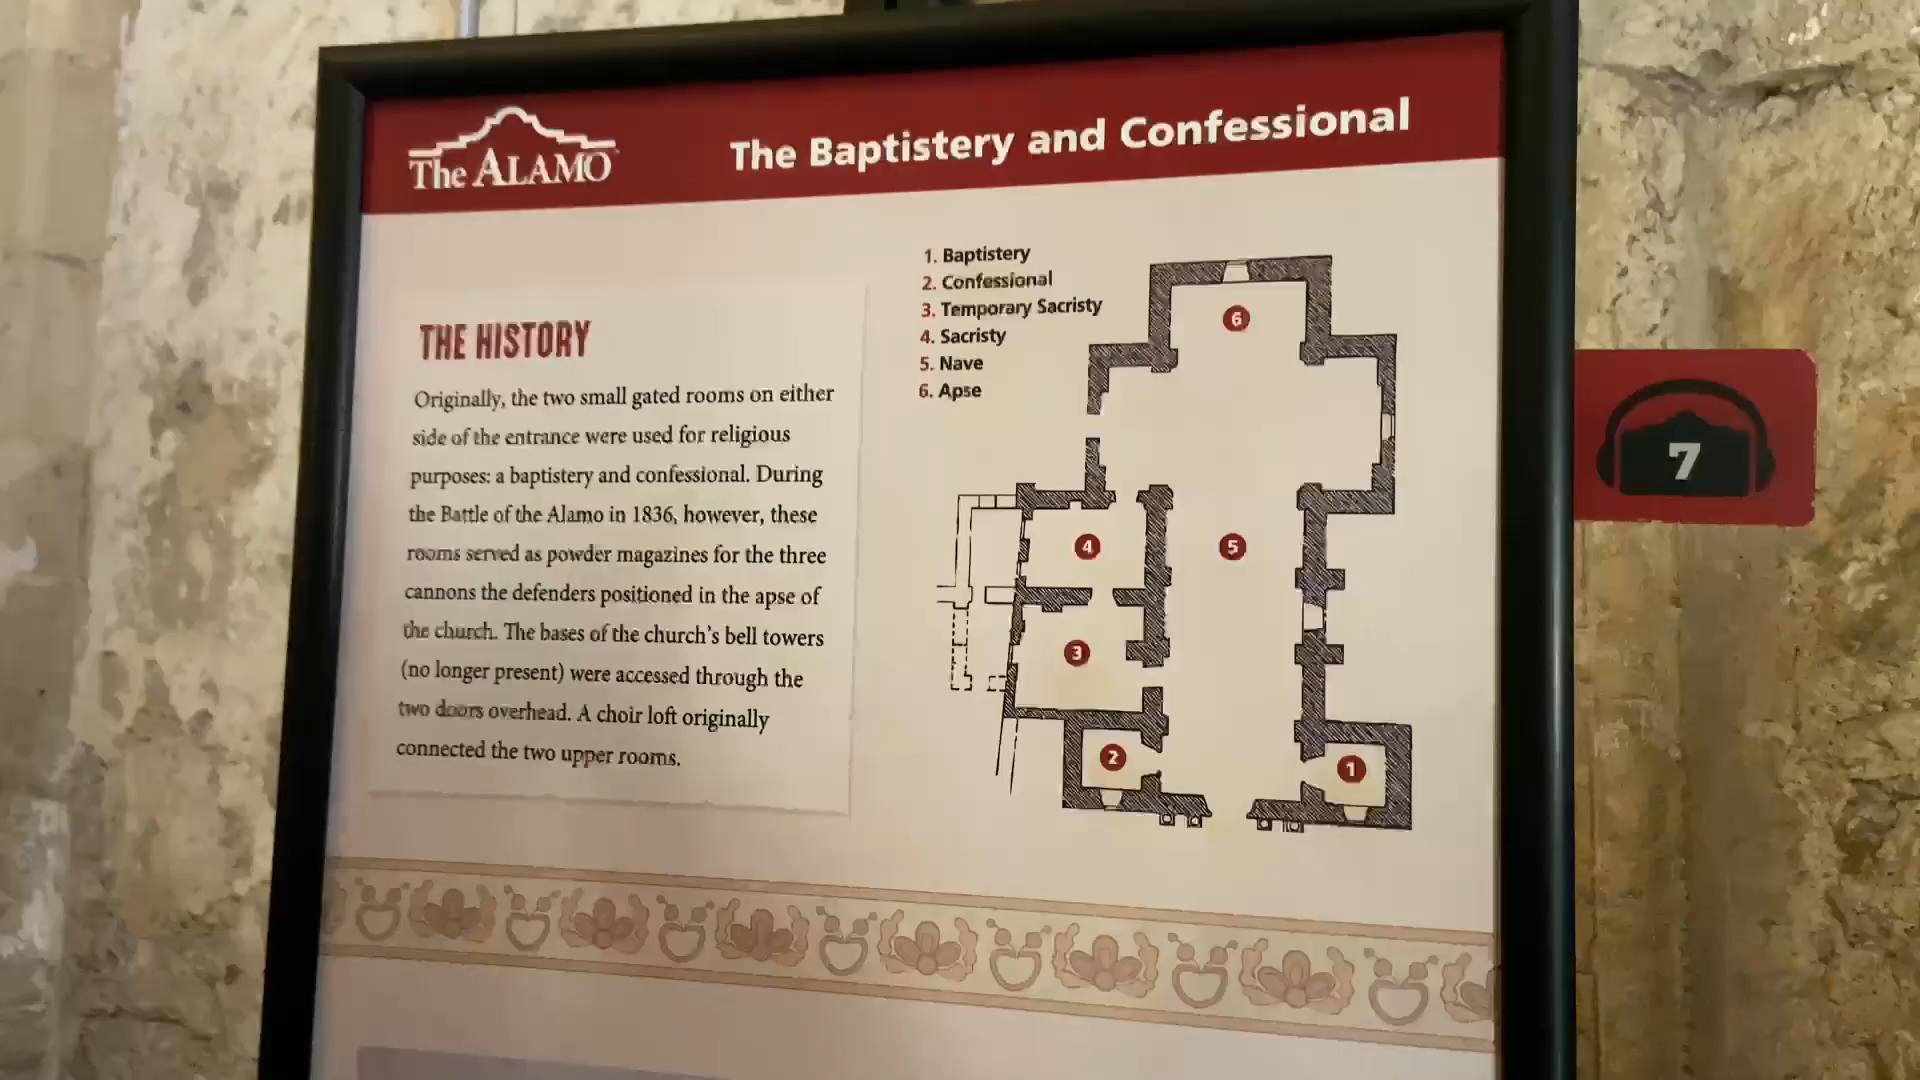 The ALAMO
The Baptistery and Confessional
THE HISTORY
Originally, the two small gated rooms on either
side of the entrance were used for religious
purposes: a baptistery and confessional. During
the Battle of the Alamo in 1836, however, these
rooms served as powder magazines for the three
cannons the defenders positioned in the apse of
the church. The bases of the church's bell towers
(no longer present) were accessed through the
two doors overhead. A choir loft originally
connected the two upper rooms.
1. Baptistery
2. Confessional
3. Temporary Sacristy
4. Sacristy
5. Nave
6. Apse
6
4
5
3
2
1
7